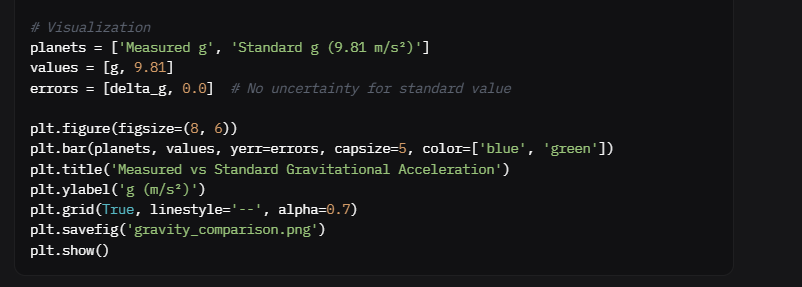 # Visualization
planets = ['Measured g', 'Standard g (9.81 m/s²)']
values = [g, 9.81]
errors = [delta_g, 0.0]  # No uncertainty for standard value

plt.figure(figsize=(8, 6))
plt.bar(planets, values, yerr=errors, capsize=5, color=['blue', 'green'])
plt.title('Measured vs Standard Gravitational Acceleration')
plt.ylabel('g (m/s²)')
plt.grid(True, linestyle='--', alpha=0.7)
plt.savefig('gravity_comparison.png')
plt.show()